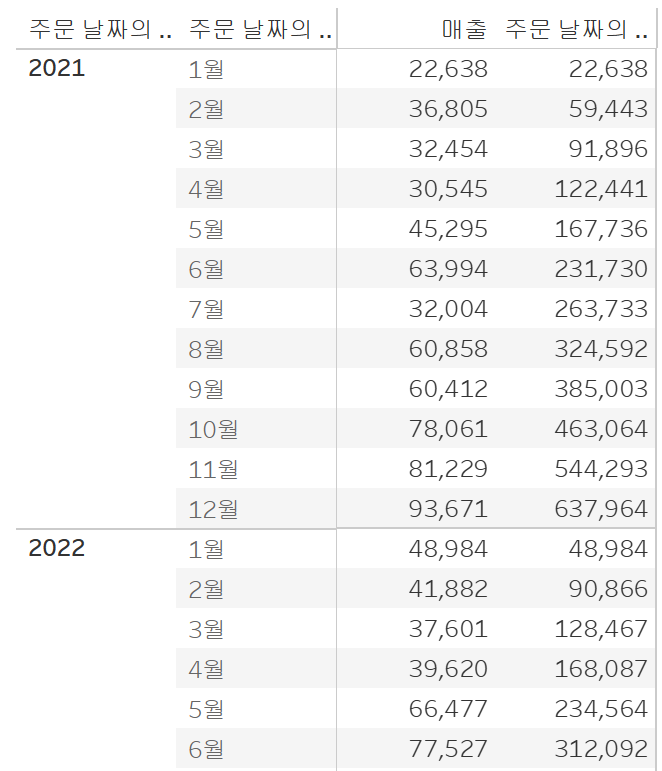 주문 날짜의 .. 주문 날짜의 .. 매출 주문 날짜의 ..
2021 1월 22,638 22,638
2월 36,805 59,443
3월 32,454 91,896
4월 30,545 122,441
5월 45,295 167,736
6월 63,994 231,730
7월 32,004 263,733
8월 60,858 324,592
9월 60,412 385,003
10월 78,061 463,064
11월 81,229 544,293
12월 93,671 637,964
2022 1월 48,984 48,984
2월 41,882 90,866
3월 37,601 128,467
4월 39,620 168,087
5월 66,477 234,564
6월 77,527 312,092